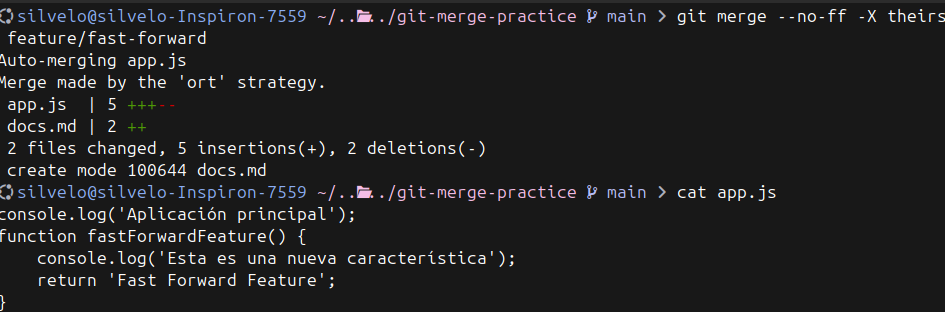 silvelo@silvelo-Inspiron-7559 ~/../../git-merge-practice main > git merge --no-ff -X theirs
feature/fast-forward
Auto-merging app.js
Merge made by the 'ort' strategy.
app.js | 5 +++--
docs.md | 2 ++
2 files changed, 5 insertions(+), 2 deletions(-)
create mode 100644 docs.md
silvelo@silvelo-Inspiron-7559 ~/../../git-merge-practice main > cat app.js
console.log('Aplicación principal');
function fastForwardFeature() {
    console.log('Esta es una nueva característica');
    return 'Fast Forward Feature';
}